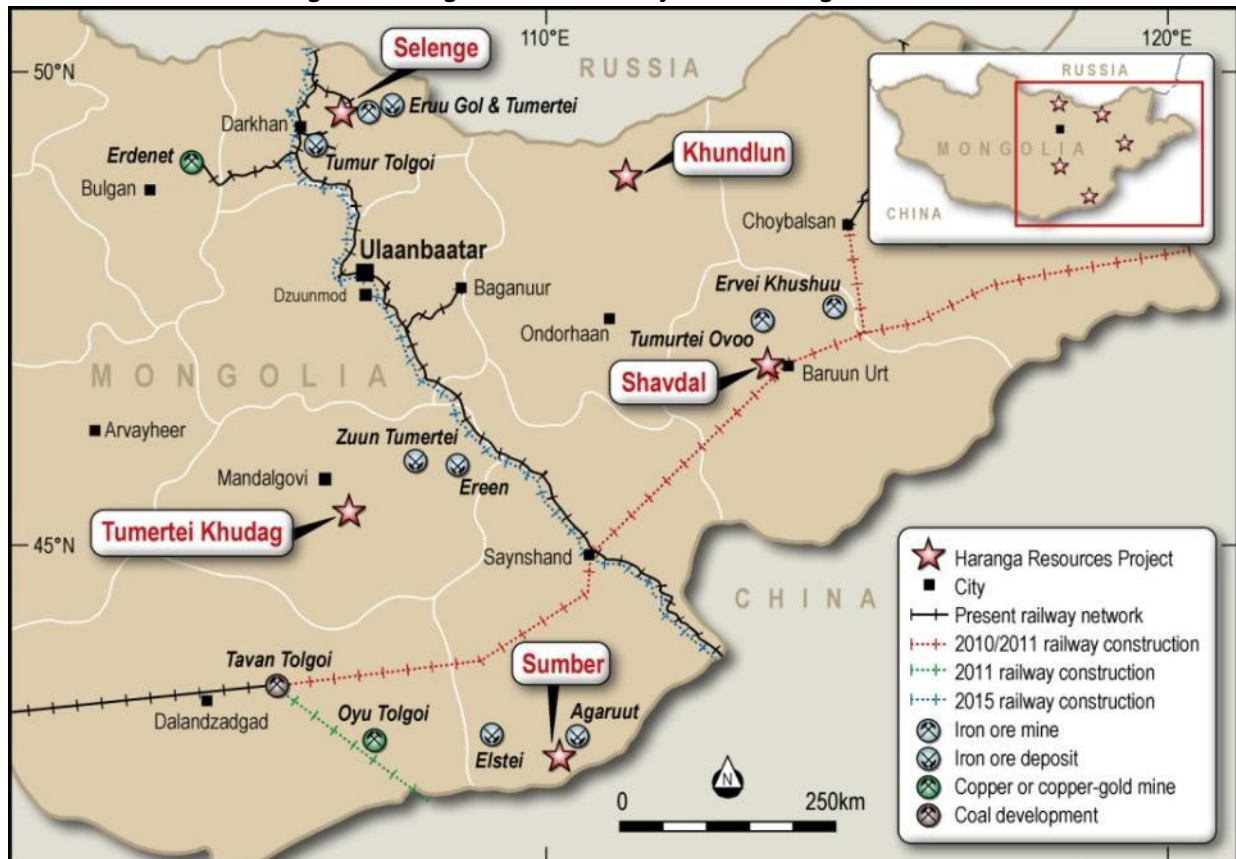 110°E
120°E
50°N
Selenge
RUSSIA
RUSSIA
MONGOLIA
CHINA
Eruu Gol & Tumertei
Darkhan
Erdenet
Tumur Tolgoi
Khundlun
Bulgan
Choybalsan
Ulaanbaatar
Dzuunmod
Baganuur
Ervei Khushuu
Ondorhaan
Tumurtei Ovoo
MONGOLIA
Shavdal
Baruun Urt
Arvayheer
Zuun Tumertei
Mandalgovi
Ereen
Tumertei Khudag
45°N
Saynshand
CHINA
Tavan Tolgoi
Sumber
Dalandzadgad
Oyu Tolgoi
Agaruut
Elstei
N
0 250km
Haranga Resources Project
City
Present railway network
2010/2011 railway construction
2011 railway construction
2015 railway construction
Iron ore mine
Iron ore deposit
Copper or copper-gold mine
Coal development